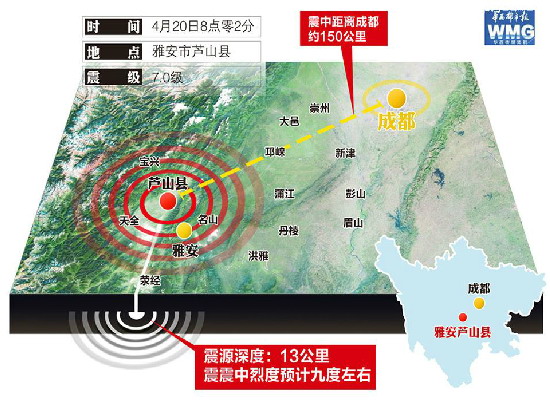 时间 4月20日8点零2分
地点 雅安市芦山县
震级 7.0级
震中距离成都
约150公里
华西都市报
WMG
成都
崇州
大邑
邛崃
新津
宝兴
芦山县
蒲江
彭山
天全
名山
雅安
丹棱
眉山
洪雅
荥经
成都
雅安芦山县
震源深度：13公里
震震中烈度预计九度左右